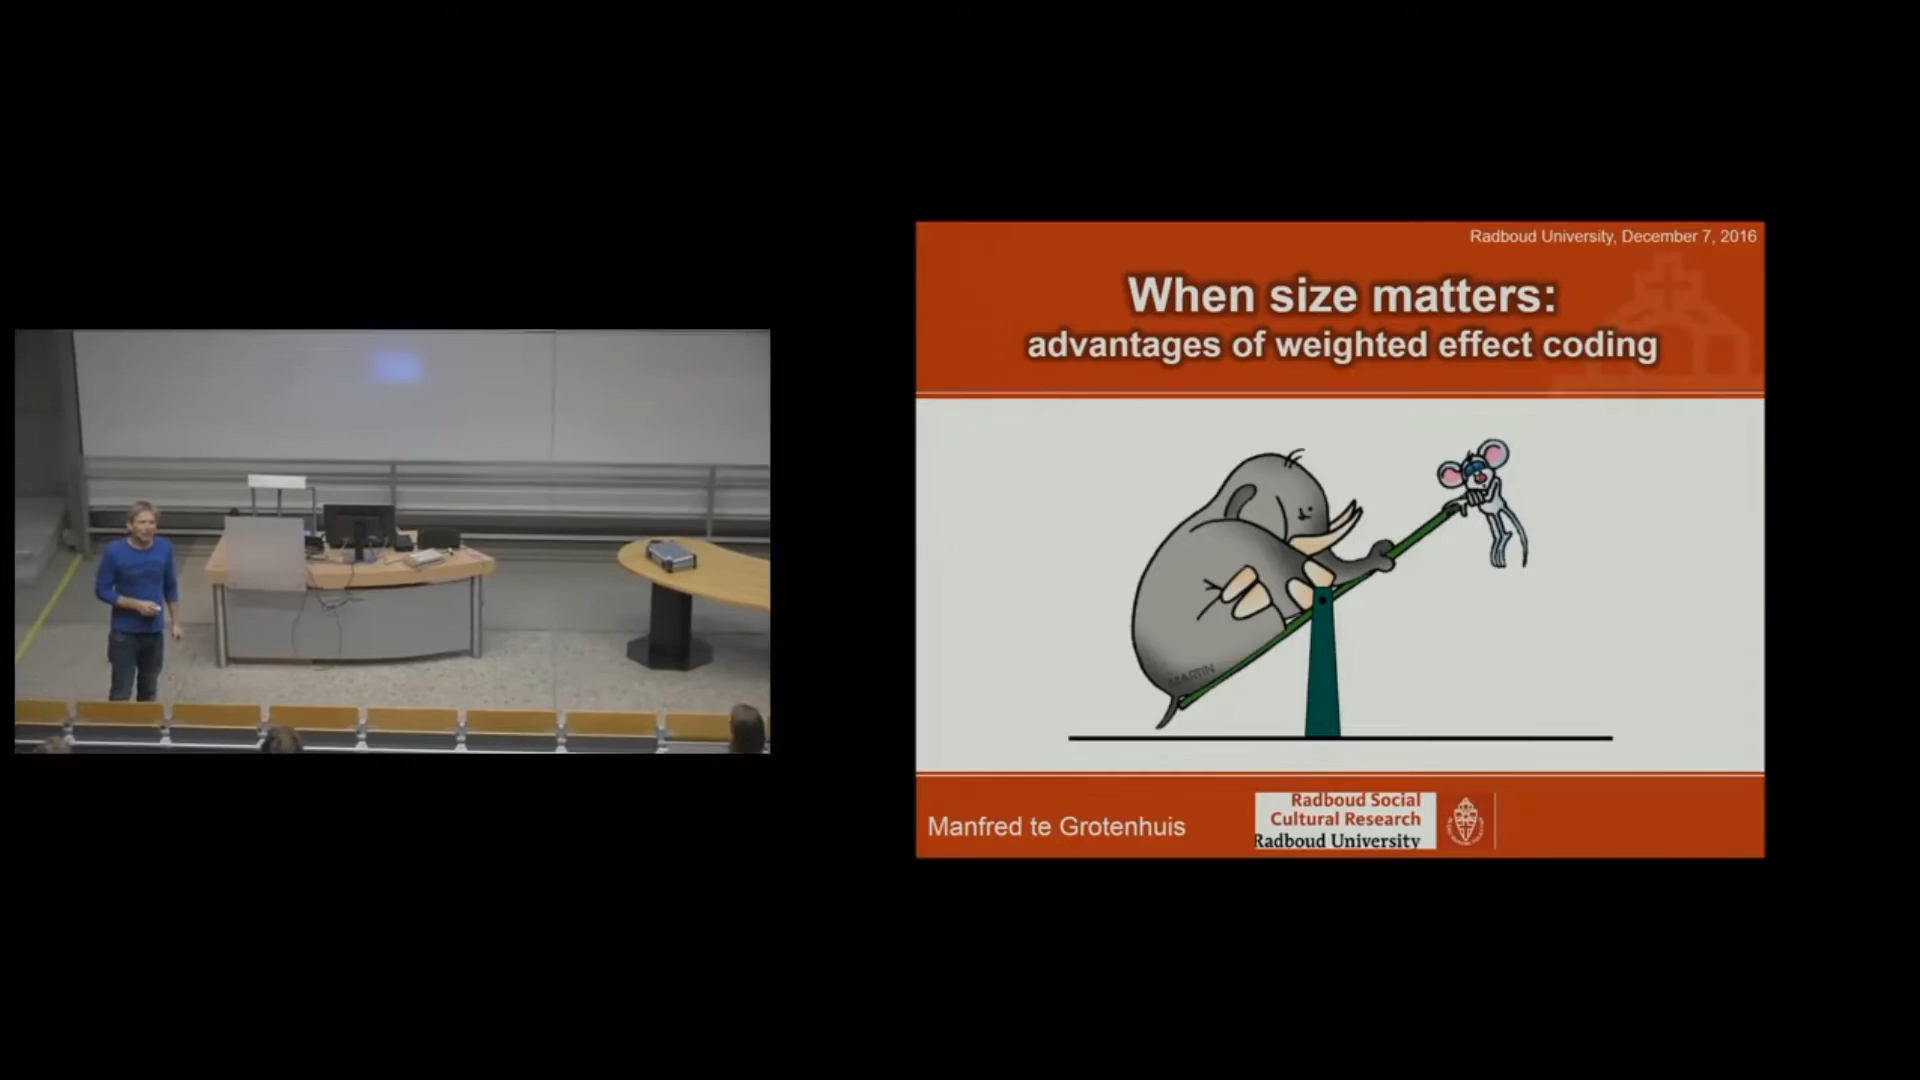 Radboud University, December 7, 2016
When size matters:
advantages of weighted effect coding
MARTIN
Manfred te Grotenhuis
Radboud Social
Cultural Research
Radboud University